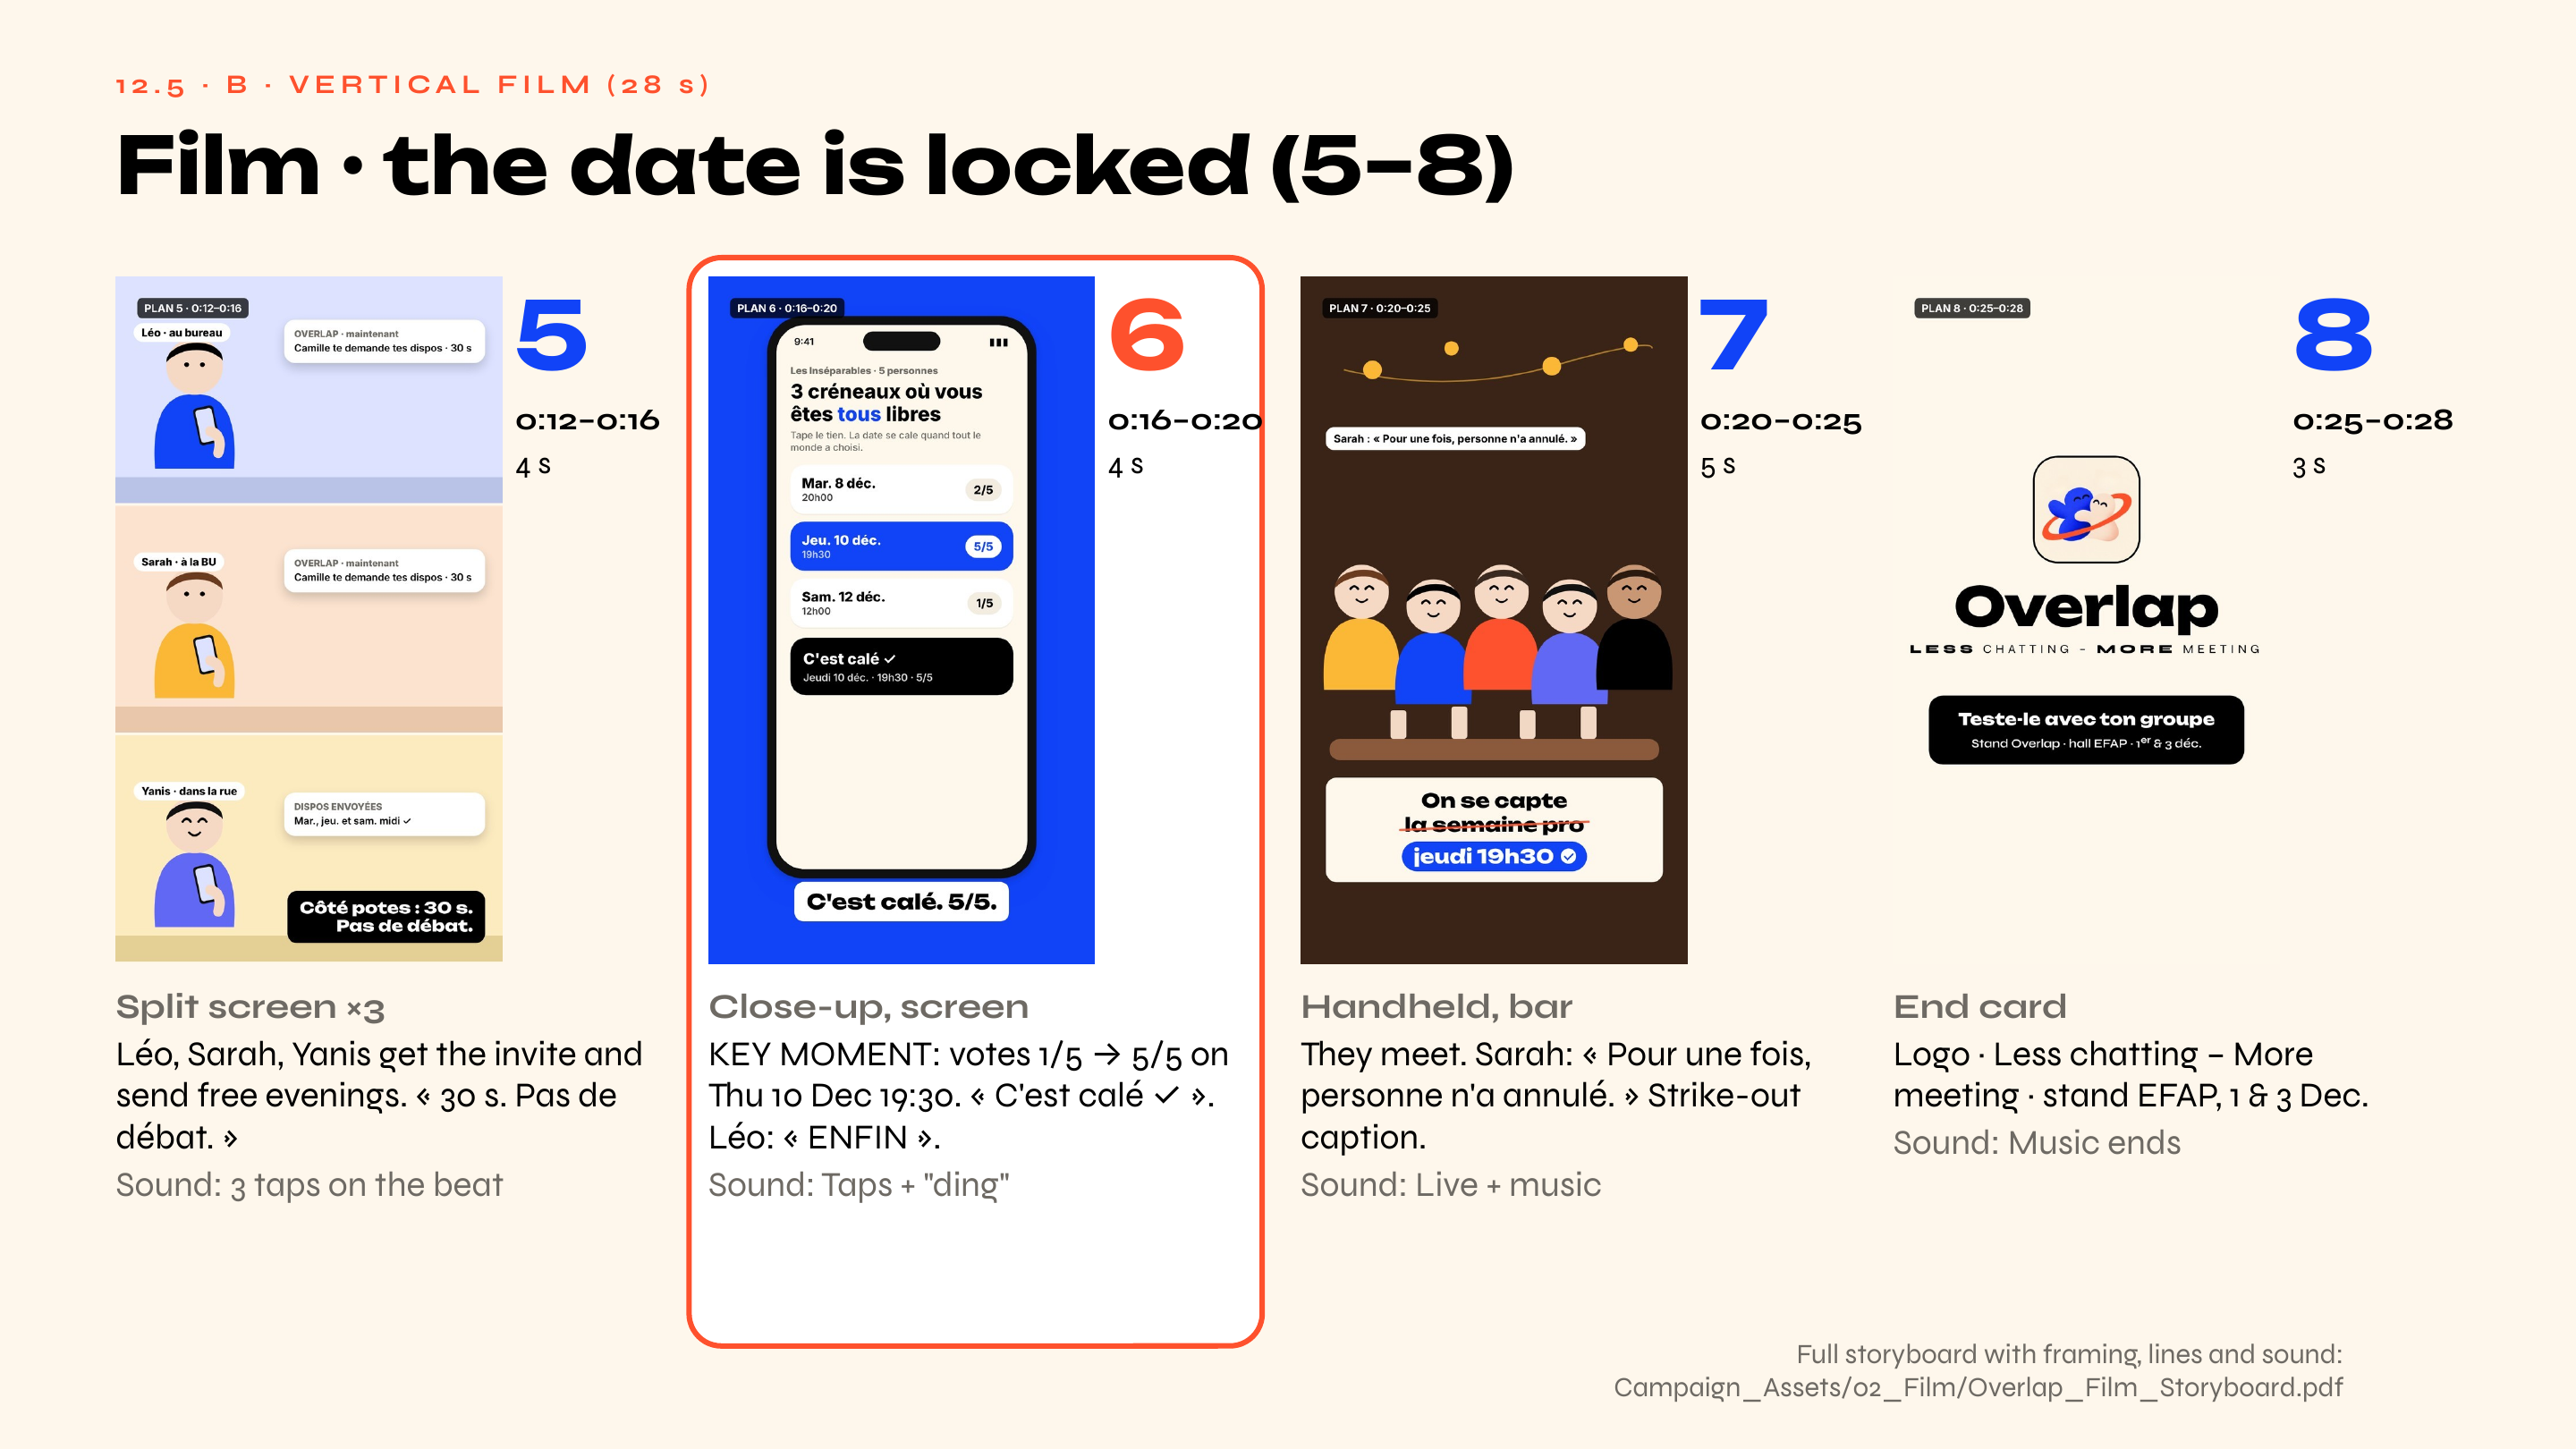 12.5 · B · VERTICAL FILM (28 s)
Film · the date is locked (5–8)
PLAN 5 · 0:12–0:16
Léo · au bureau
OVERLAP · maintenant
Camille te demande tes dispos · 30 s
Sarah · à la BU
OVERLAP · maintenant
Camille te demande tes dispos · 30 s
Yanis · dans la rue
DISPOS ENVOYÉES
Mar., jeu. et sam. midi ✓
Côté potes : 30 s.
Pas de débat.
5
0:12–0:16
4 s
Split screen ×3
Léo, Sarah, Yanis get the invite and
send free evenings. « 30 s. Pas de
débat. »
Sound: 3 taps on the beat
PLAN 6 · 0:16–0:20
9:41
Les Inséparables · 5 personnes
3 créneaux où vous
êtes tous libres
Tape le tien. La date se cale quand tout le
monde a choisi.
Mar. 8 déc.
20h00
2/5
Jeu. 10 déc.
19h30
5/5
Sam. 12 déc.
12h00
1/5
C'est calé ✓
Jeudi 10 déc. · 19h30 · 5/5
C'est calé. 5/5.
6
0:16–0:20
4 s
Close-up, screen
KEY MOMENT: votes 1/5 → 5/5 on
Thu 10 Dec 19:30. « C'est calé ✓ ».
Léo: « ENFIN ».
Sound: Taps + "ding"
PLAN 7 · 0:20–0:25
Sarah : « Pour une fois, personne n'a annulé. »
On se capte
la semaine pro
jeudi 19h30
7
0:20–0:25
5 s
Handheld, bar
They meet. Sarah: « Pour une fois,
personne n'a annulé. » Strike-out
caption.
Sound: Live + music
PLAN 8 · 0:25–0:28
Overlap
LESS CHATTING – MORE MEETING
Teste-le avec ton groupe
Stand Overlap · hall EFAP · 1er & 3 déc.
8
0:25–0:28
3 s
End card
Logo · Less chatting – More
meeting · stand EFAP, 1 & 3 Dec.
Sound: Music ends
Full storyboard with framing, lines and sound:
Campaign_Assets/02_Film/Overlap_Film_Storyboard.pdf